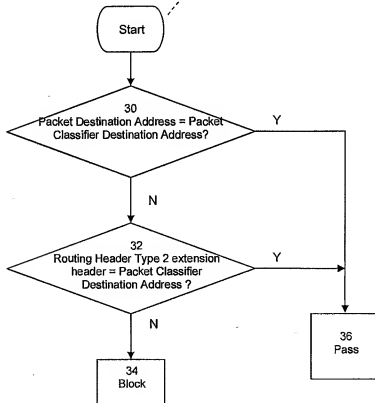 Start
30
Packet Destination Address = Packet
Classifier Destination Address?
Y
N
32
Routing Header Type 2 extension
header = Packet Classifier
Destination Address ?
Y
N
36
Pass
34
Block